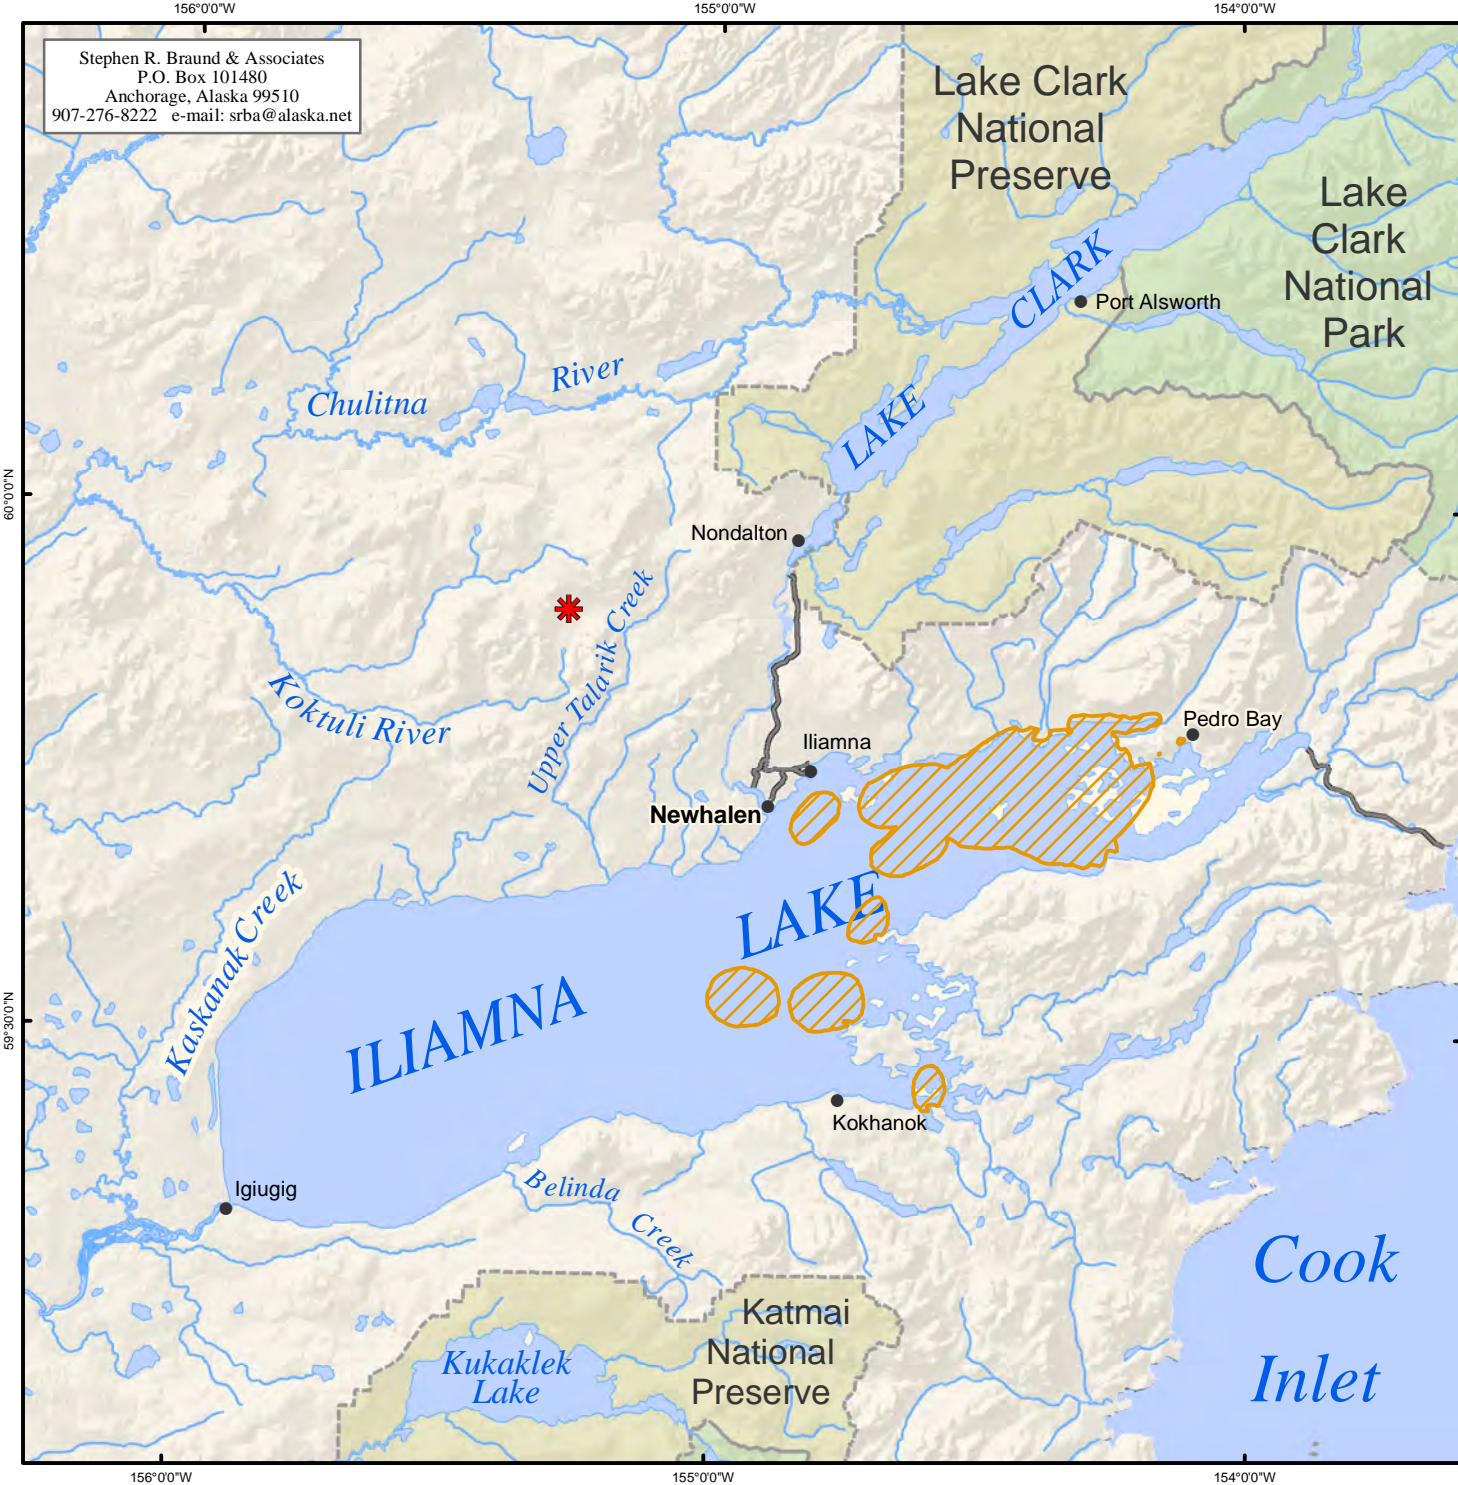 156°0'0"W
155°0'0"W
154°0'0"W
Stephen R. Braund & Associates
P.O. Box 101480
Anchorage, Alaska 99510
907-276-8222 e-mail: srba@alaska.net
Lake Clark
National
Preserve
Lake
Clark
National
Park
LAKE CLARK
Port Alsworth
Chulitna River
60°0'0"N
Nondalton
Upper Talarik Creek
Koktuli River
Pedro Bay
Iliamna
Newhalen
Kaskanak Creek
ILIAMNA LAKE
59°30'0"N
Kokhanok
Igiugig
Belinda Creek
Cook
Inlet
Katmai
National
Preserve
Kukaklek
Lake
156°0'0"W
155°0'0"W
154°0'0"W